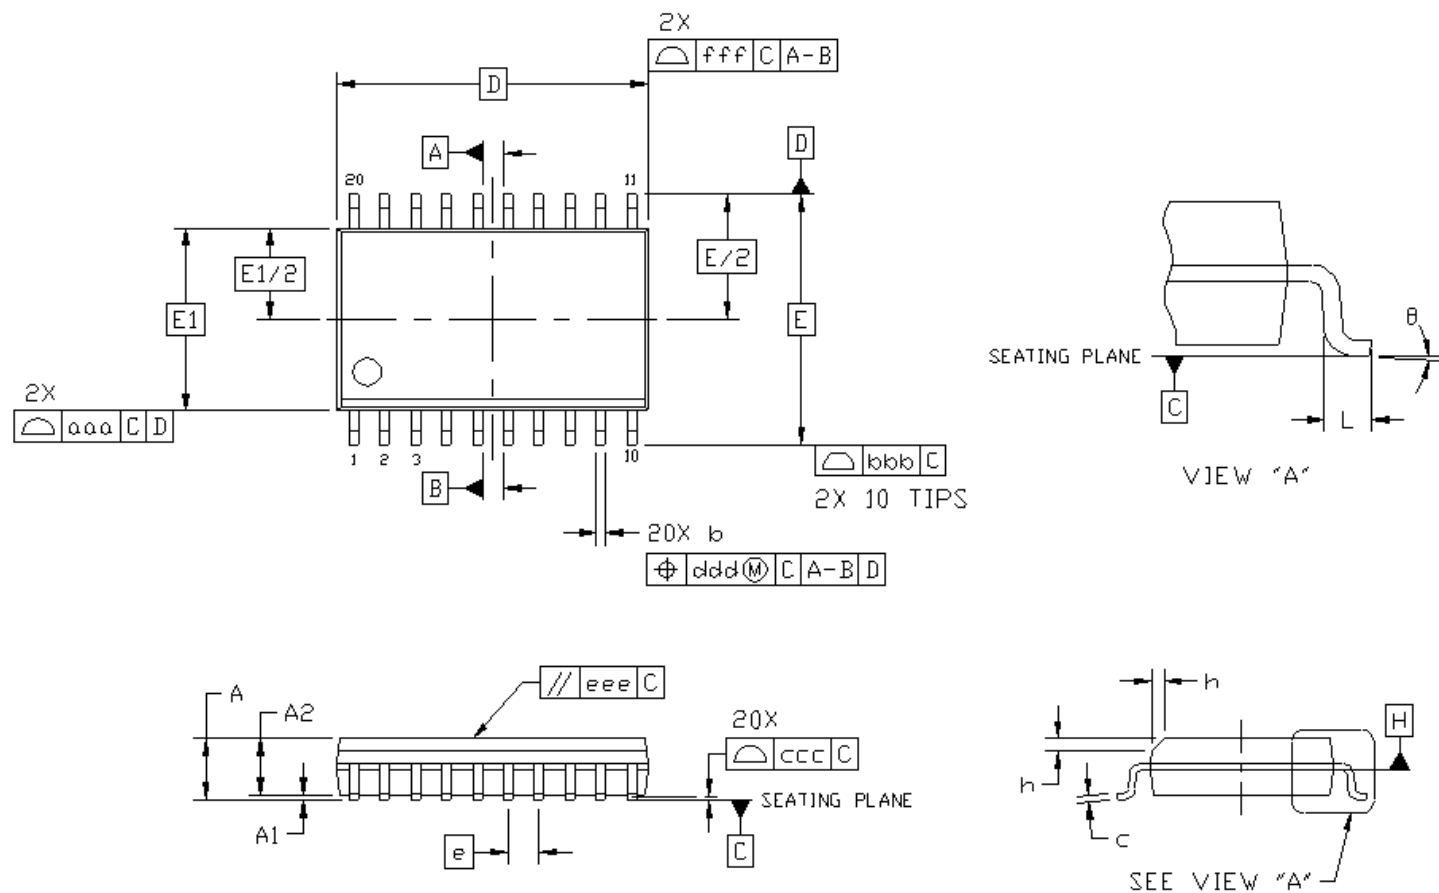 2X
⌓ fff C A-B
D
A
D
20
11
E1/2
E/2
E1
E
2X
⌓ aaa C D
1 2 3
10
B
⌓ bbb C
2X 10 TIPS
20X b
⌖ ddd Ⓜ C A-B D
θ
SEATING PLANE
C
L
VIEW "A"
// eee C
A
A2
20X
⌓ ccc C
SEATING PLANE
A1
e
C
h
H
h
c
SEE VIEW "A"